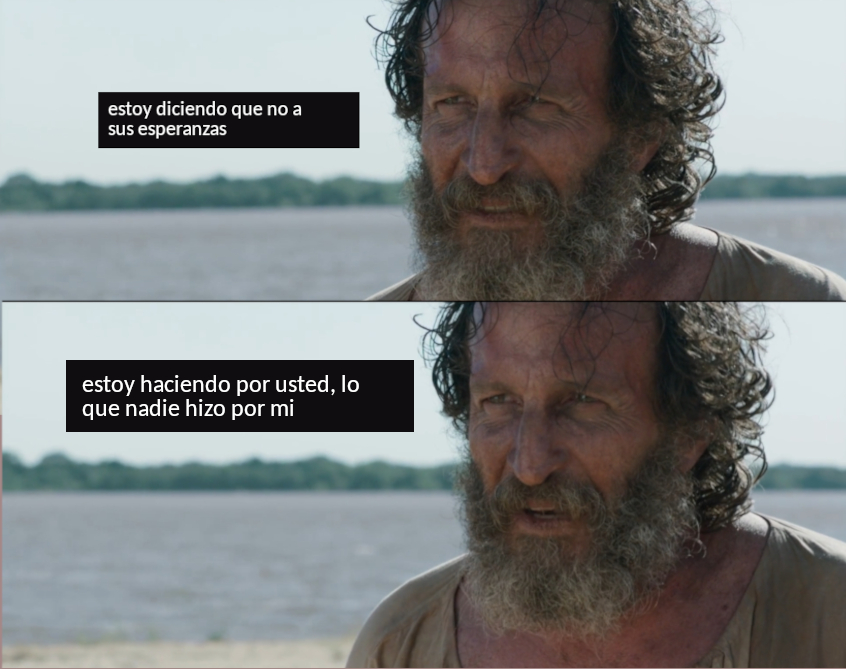 estoy diciendo que no a
sus esperanzas
estoy haciendo por usted, lo
que nadie hizo por mi